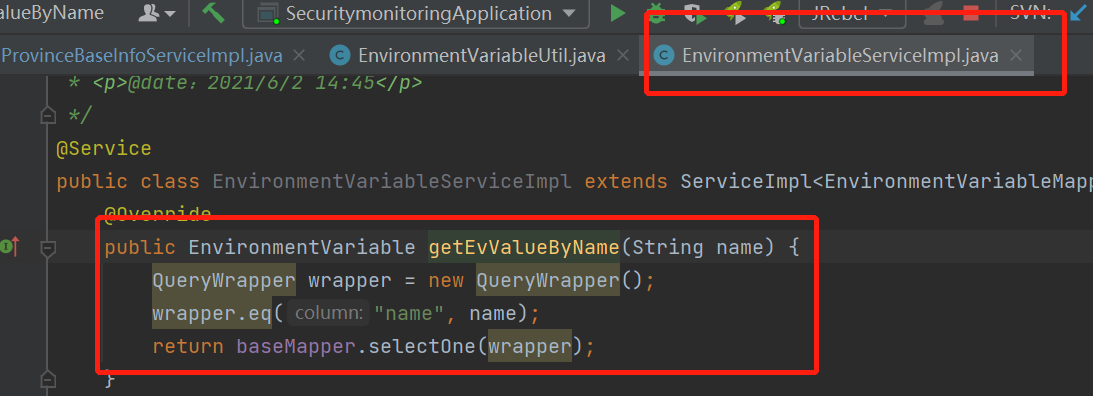 alueByName SecuritymonitoringApplication JRebel SVN:
ProvinceBaseInfoServiceImpl.java EnvironmentVariableUtil.java EnvironmentVariableServiceImpl.java
* <p>@date：2021/6/2 14:45</p>
*/
@Service
public class EnvironmentVariableServiceImpl extends ServiceImpl<EnvironmentVariableMapp
@Override
public EnvironmentVariable getEvValueByName(String name) {
QueryWrapper wrapper = new QueryWrapper();
wrapper.eq( column: "name", name);
return baseMapper.selectOne(wrapper);
}